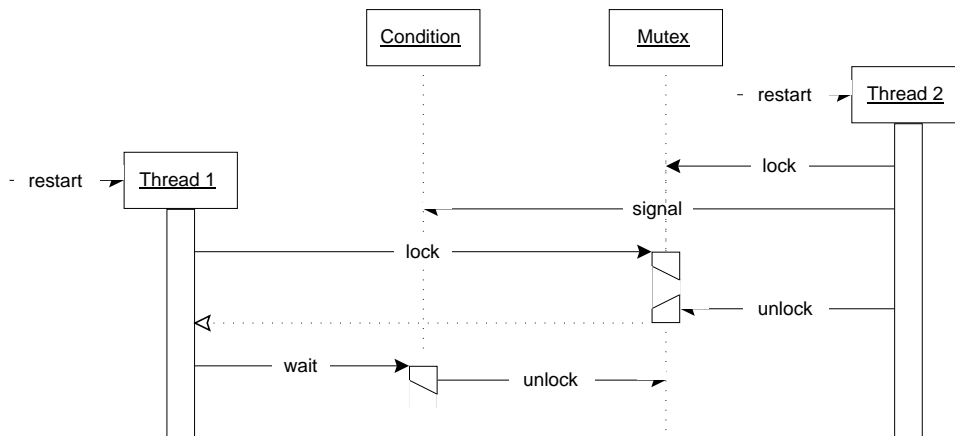 Condition
Mutex
restart
Thread 2
lock
restart
Thread 1
signal
lock
unlock
wait
unlock